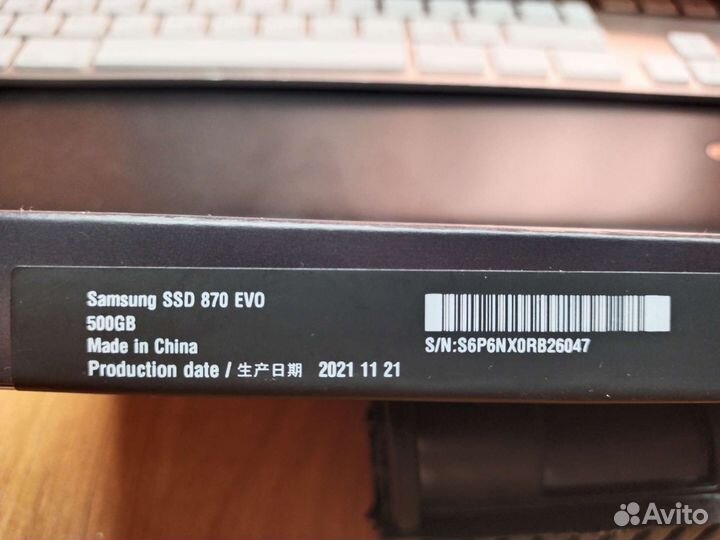 Samsung SSD 870 EVO
500GB
Made in China
Production date / 生产日期 2021 11 21
S/N:S6P6NX0RB26047
Avito